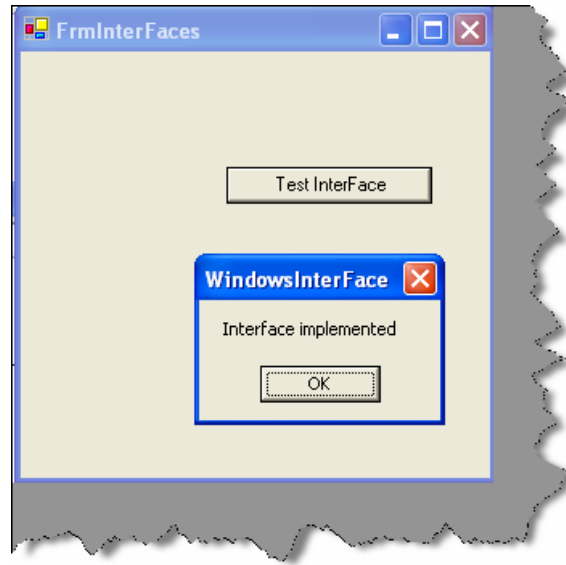 FrmInterFaces
Test InterFace
WindowsInterFace
Interface implemented
OK